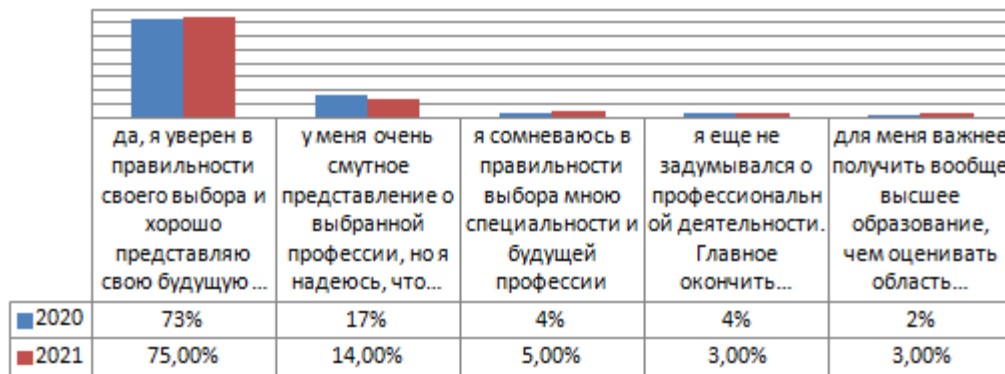 да, я уверен в
правильности
своего выбора и
хорошо
представляю
свою будущую ...
у меня очень
смутное
представление о
выбранной
профессии, но я
надеюсь, что...
я сомневаюсь в
правильности
выбора мною
специальности и
будущей
профессии
я еще не
задумывался о
профессиональн
ой деятельности.
Главное
окончить...
для меня важнее
получить вообще
высшее
образование,
чем оценивать
область...
2020 73% 17% 4% 4% 2%
2021 75,00% 14,00% 5,00% 3,00% 3,00%